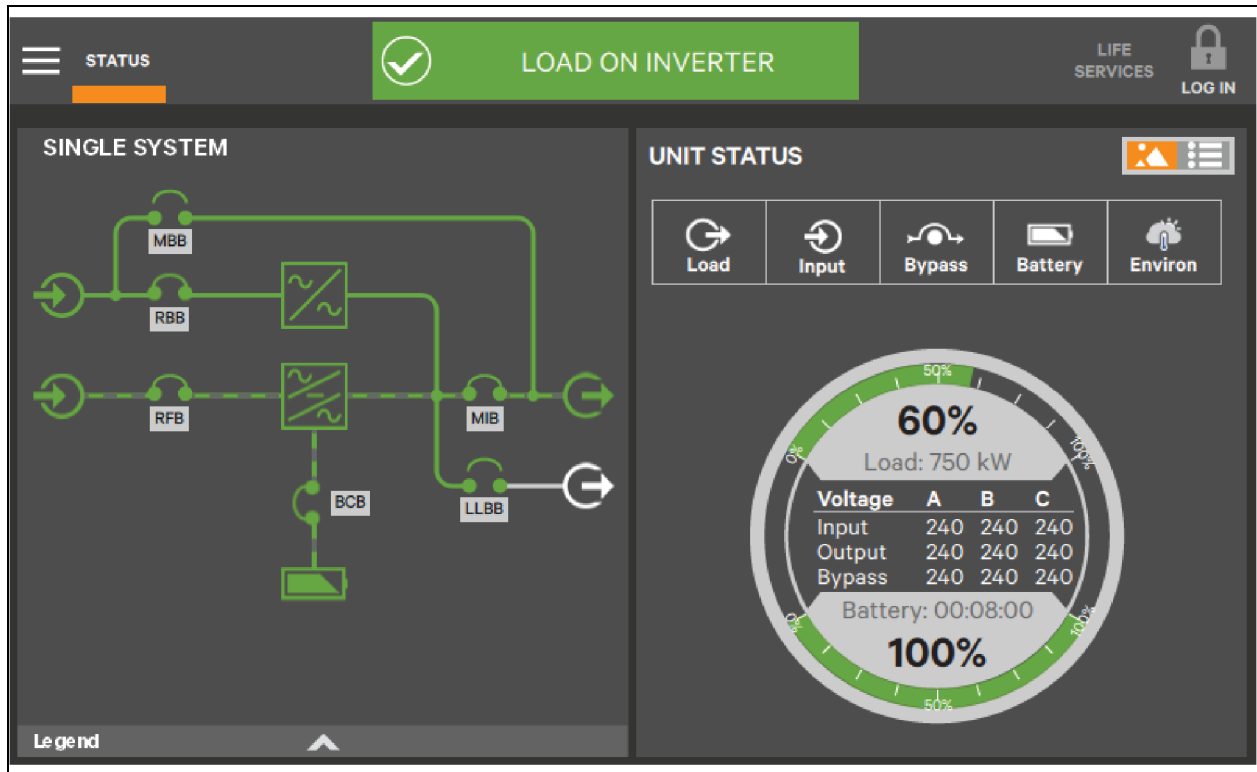 STATUS
LOAD ON INVERTER
LIFE
SERVICES
LOG IN
SINGLE SYSTEM
MBB
RBB
RFB
MIB
BCB
LLBB
Legend
UNIT STATUS
Load Input Bypass Battery Environ
50%
0% 100%
60%
Load: 750 kW
Voltage A B C
Input 240 240 240
Output 240 240 240
Bypass 240 240 240
Battery: 00:08:00
100%
0% 100%
50%